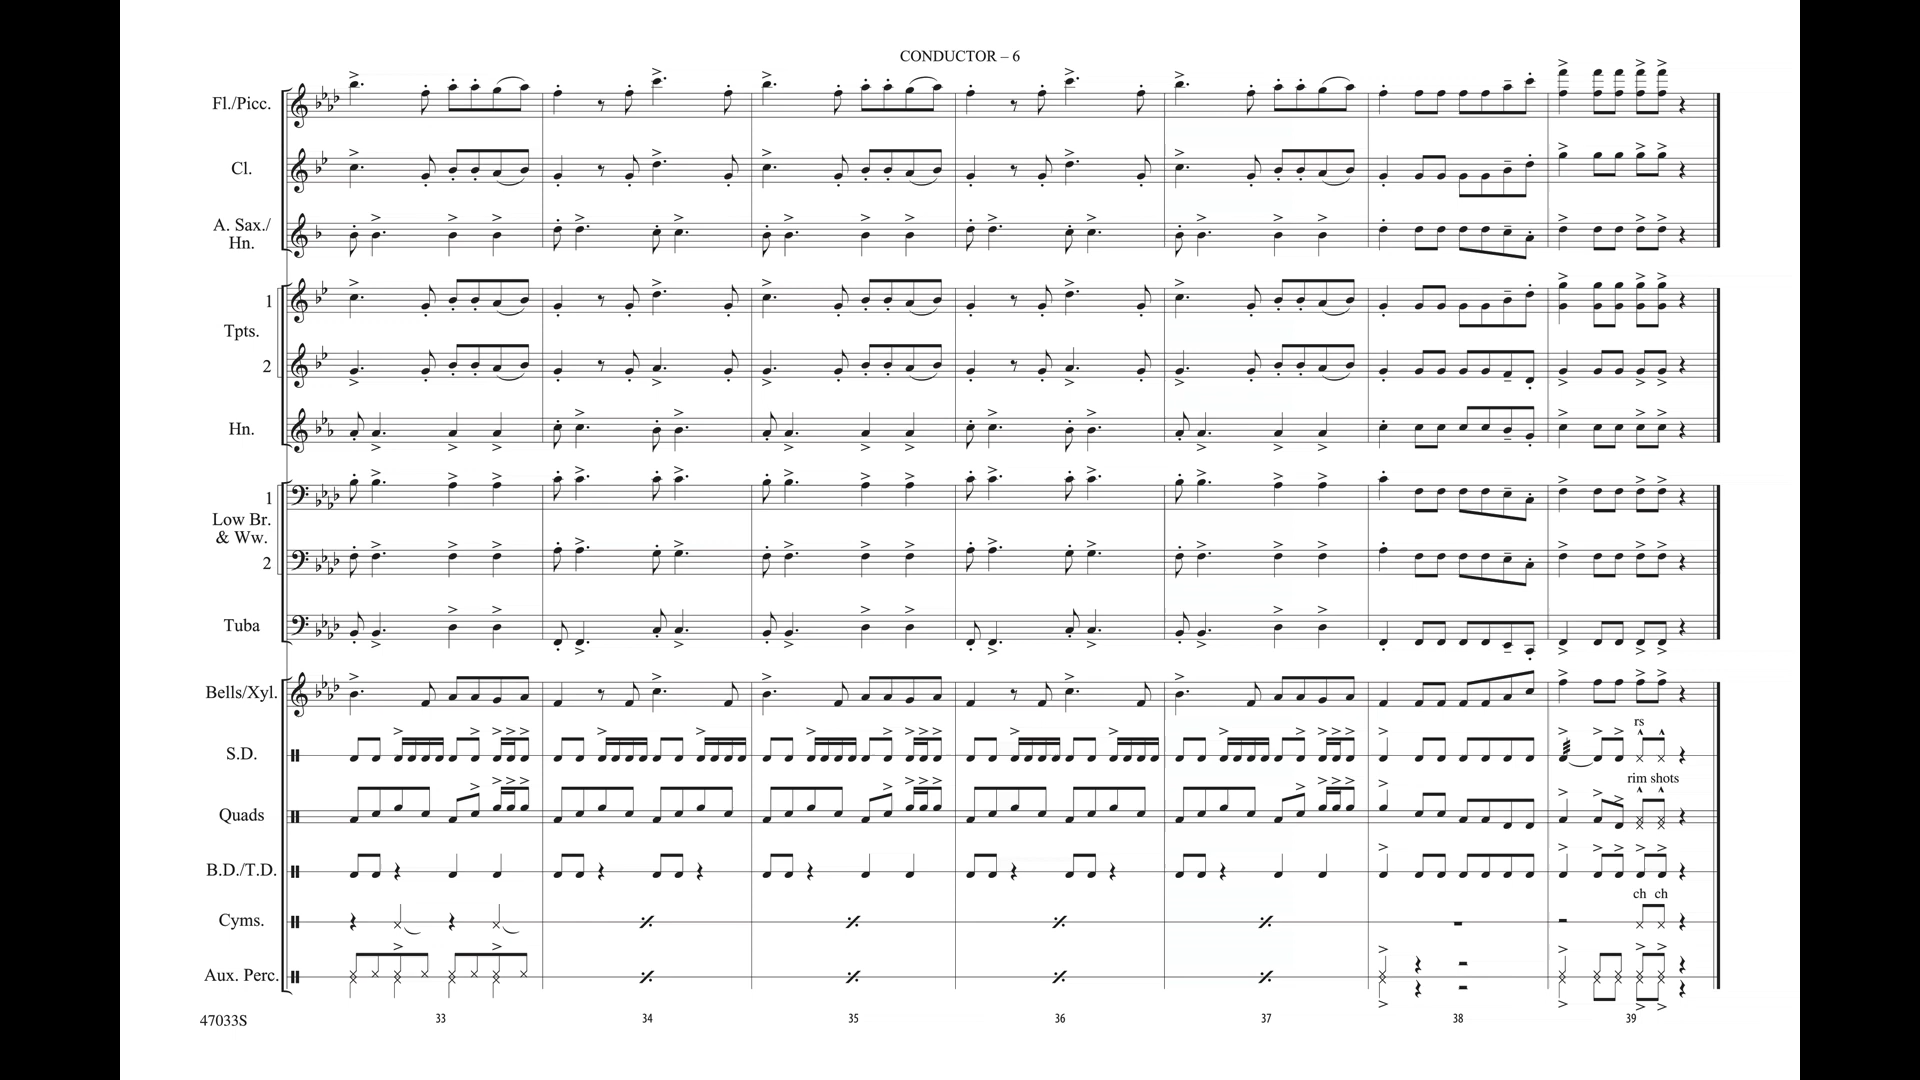 CONDUCTOR – 6
Fl./Picc.
Cl.
A. Sax./
Hn.
1
Tpts.
2
Hn.
1
Low Br.
& Ww.
2
Tuba
Bells/Xyl.
rs
S.D.
rim shots
Quads
B.D./T.D.
ch ch
Cyms.
Aux. Perc.
47033S 33 34 35 36 37 38 39